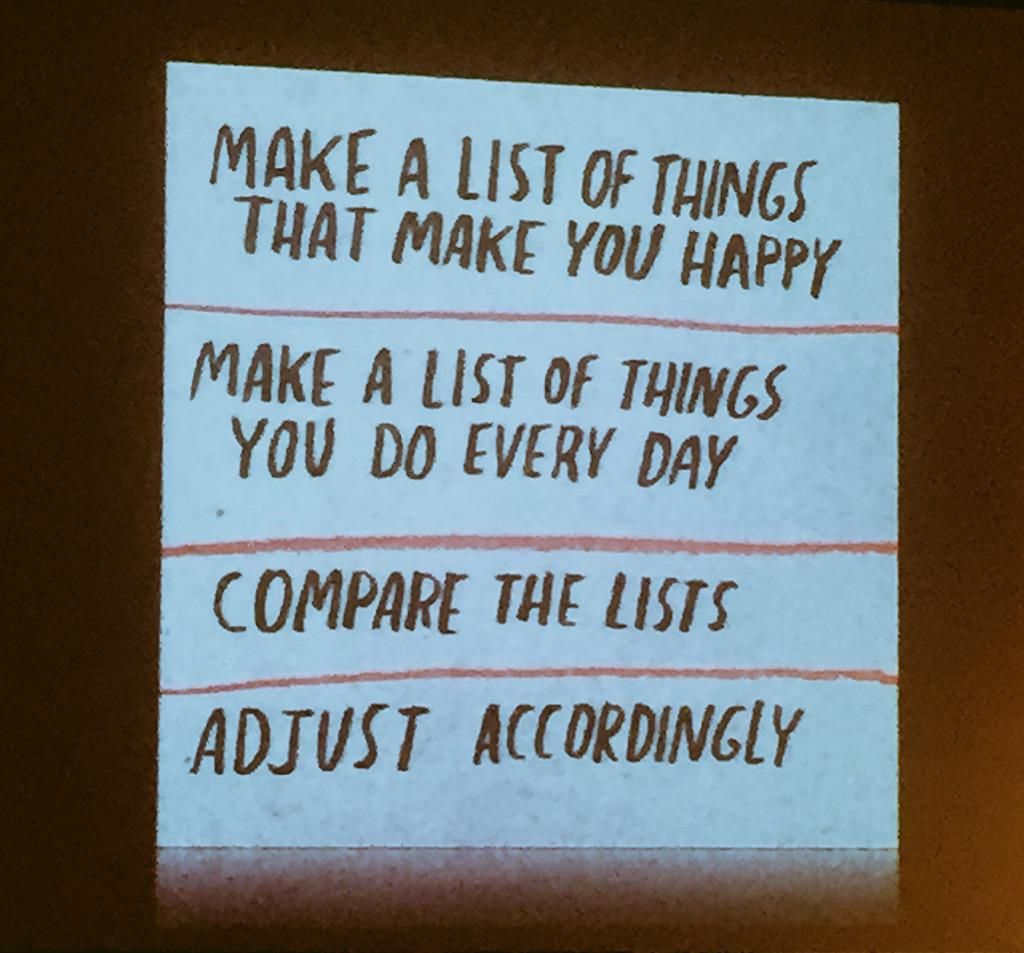 MAKE A LIST OF THINGS
THAT MAKE YOU HAPPY
MAKE A LIST OF THINGS
YOU DO EVERY DAY
COMPARE THE LISTS
ADJUST ACCORDINGLY